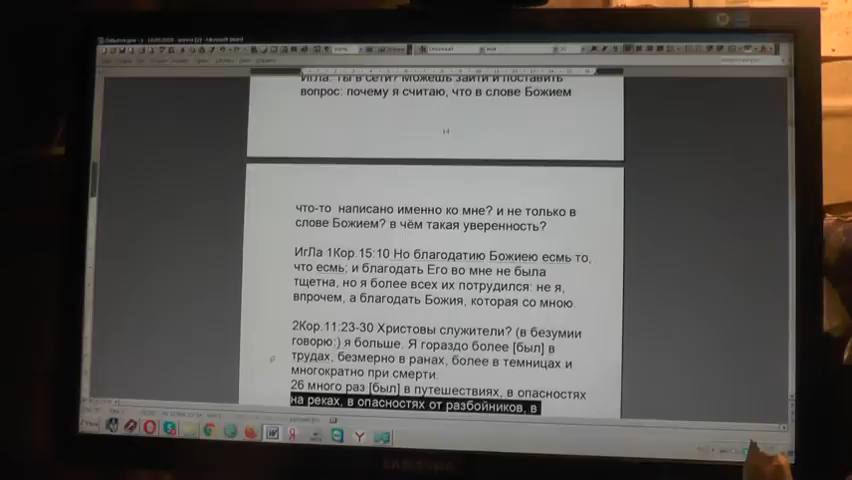 ИгЛа: Ты в сети? Можешь зайти и поставить
вопрос: почему я считаю, что в слове Божием
14
что-то написано именно ко мне? и не только в
слове Божием? в чём такая уверенность?
ИгЛа 1Кор.15:10 Но благодатию Божиею есмь то,
что есмь; и благодать Его во мне не была
тщетна, но я более всех их потрудился: не я,
впрочем, а благодать Божия, которая со мною.
2Кор.11:23-30 Христовы служители? (в безумии
говорю:) я больше. Я гораздо более [был] в
трудах, безмерно в ранах, более в темницах и
многократно при смерти.
26 много раз [был] в путешествиях, в опасностях
на реках, в опасностях от разбойников, в
SAMSUNG